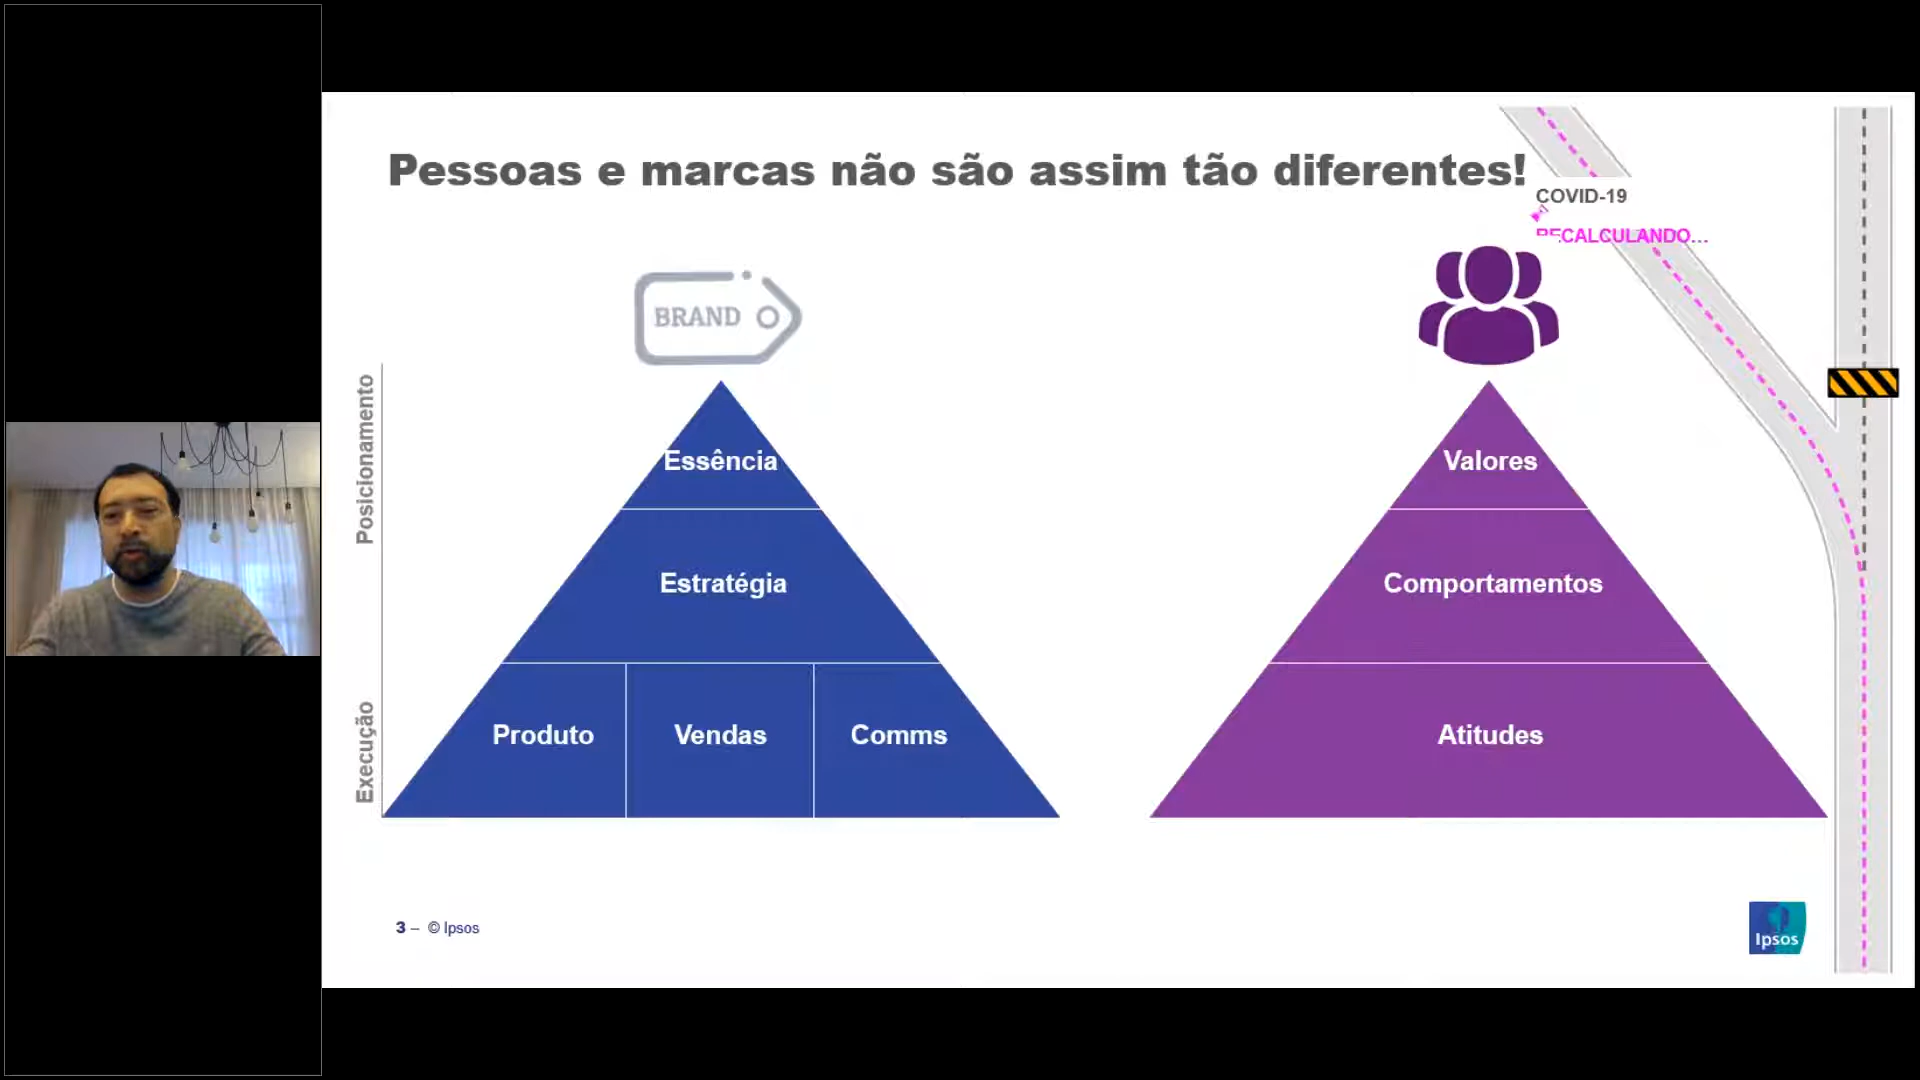 Pessoas e marcas não são assim tão diferentes!
COVID-19
RECALCULANDO...
BRAND
Posicionamento
Execução
Essência
Estratégia
Produto
Vendas
Comms
Valores
Comportamentos
Atitudes
3 – © Ipsos
Ipsos